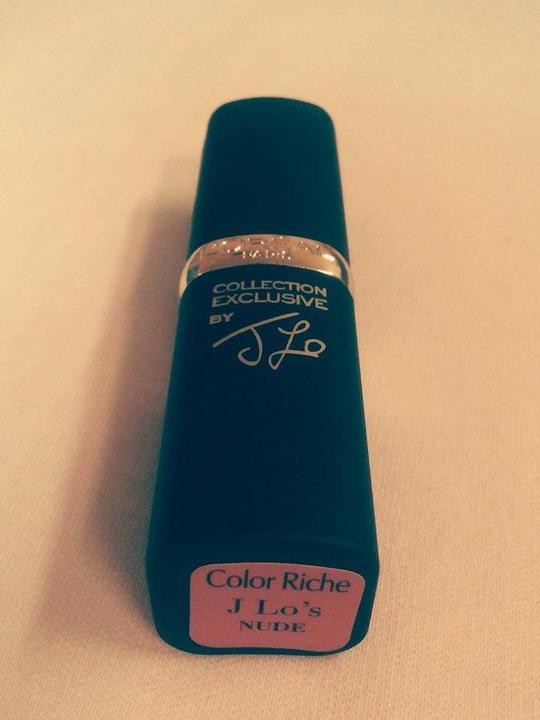 L'ORÉAL
PARIS
COLLECTION
EXCLUSIVE
BY
J Lo
Color Riche
J Lo's
NUDE